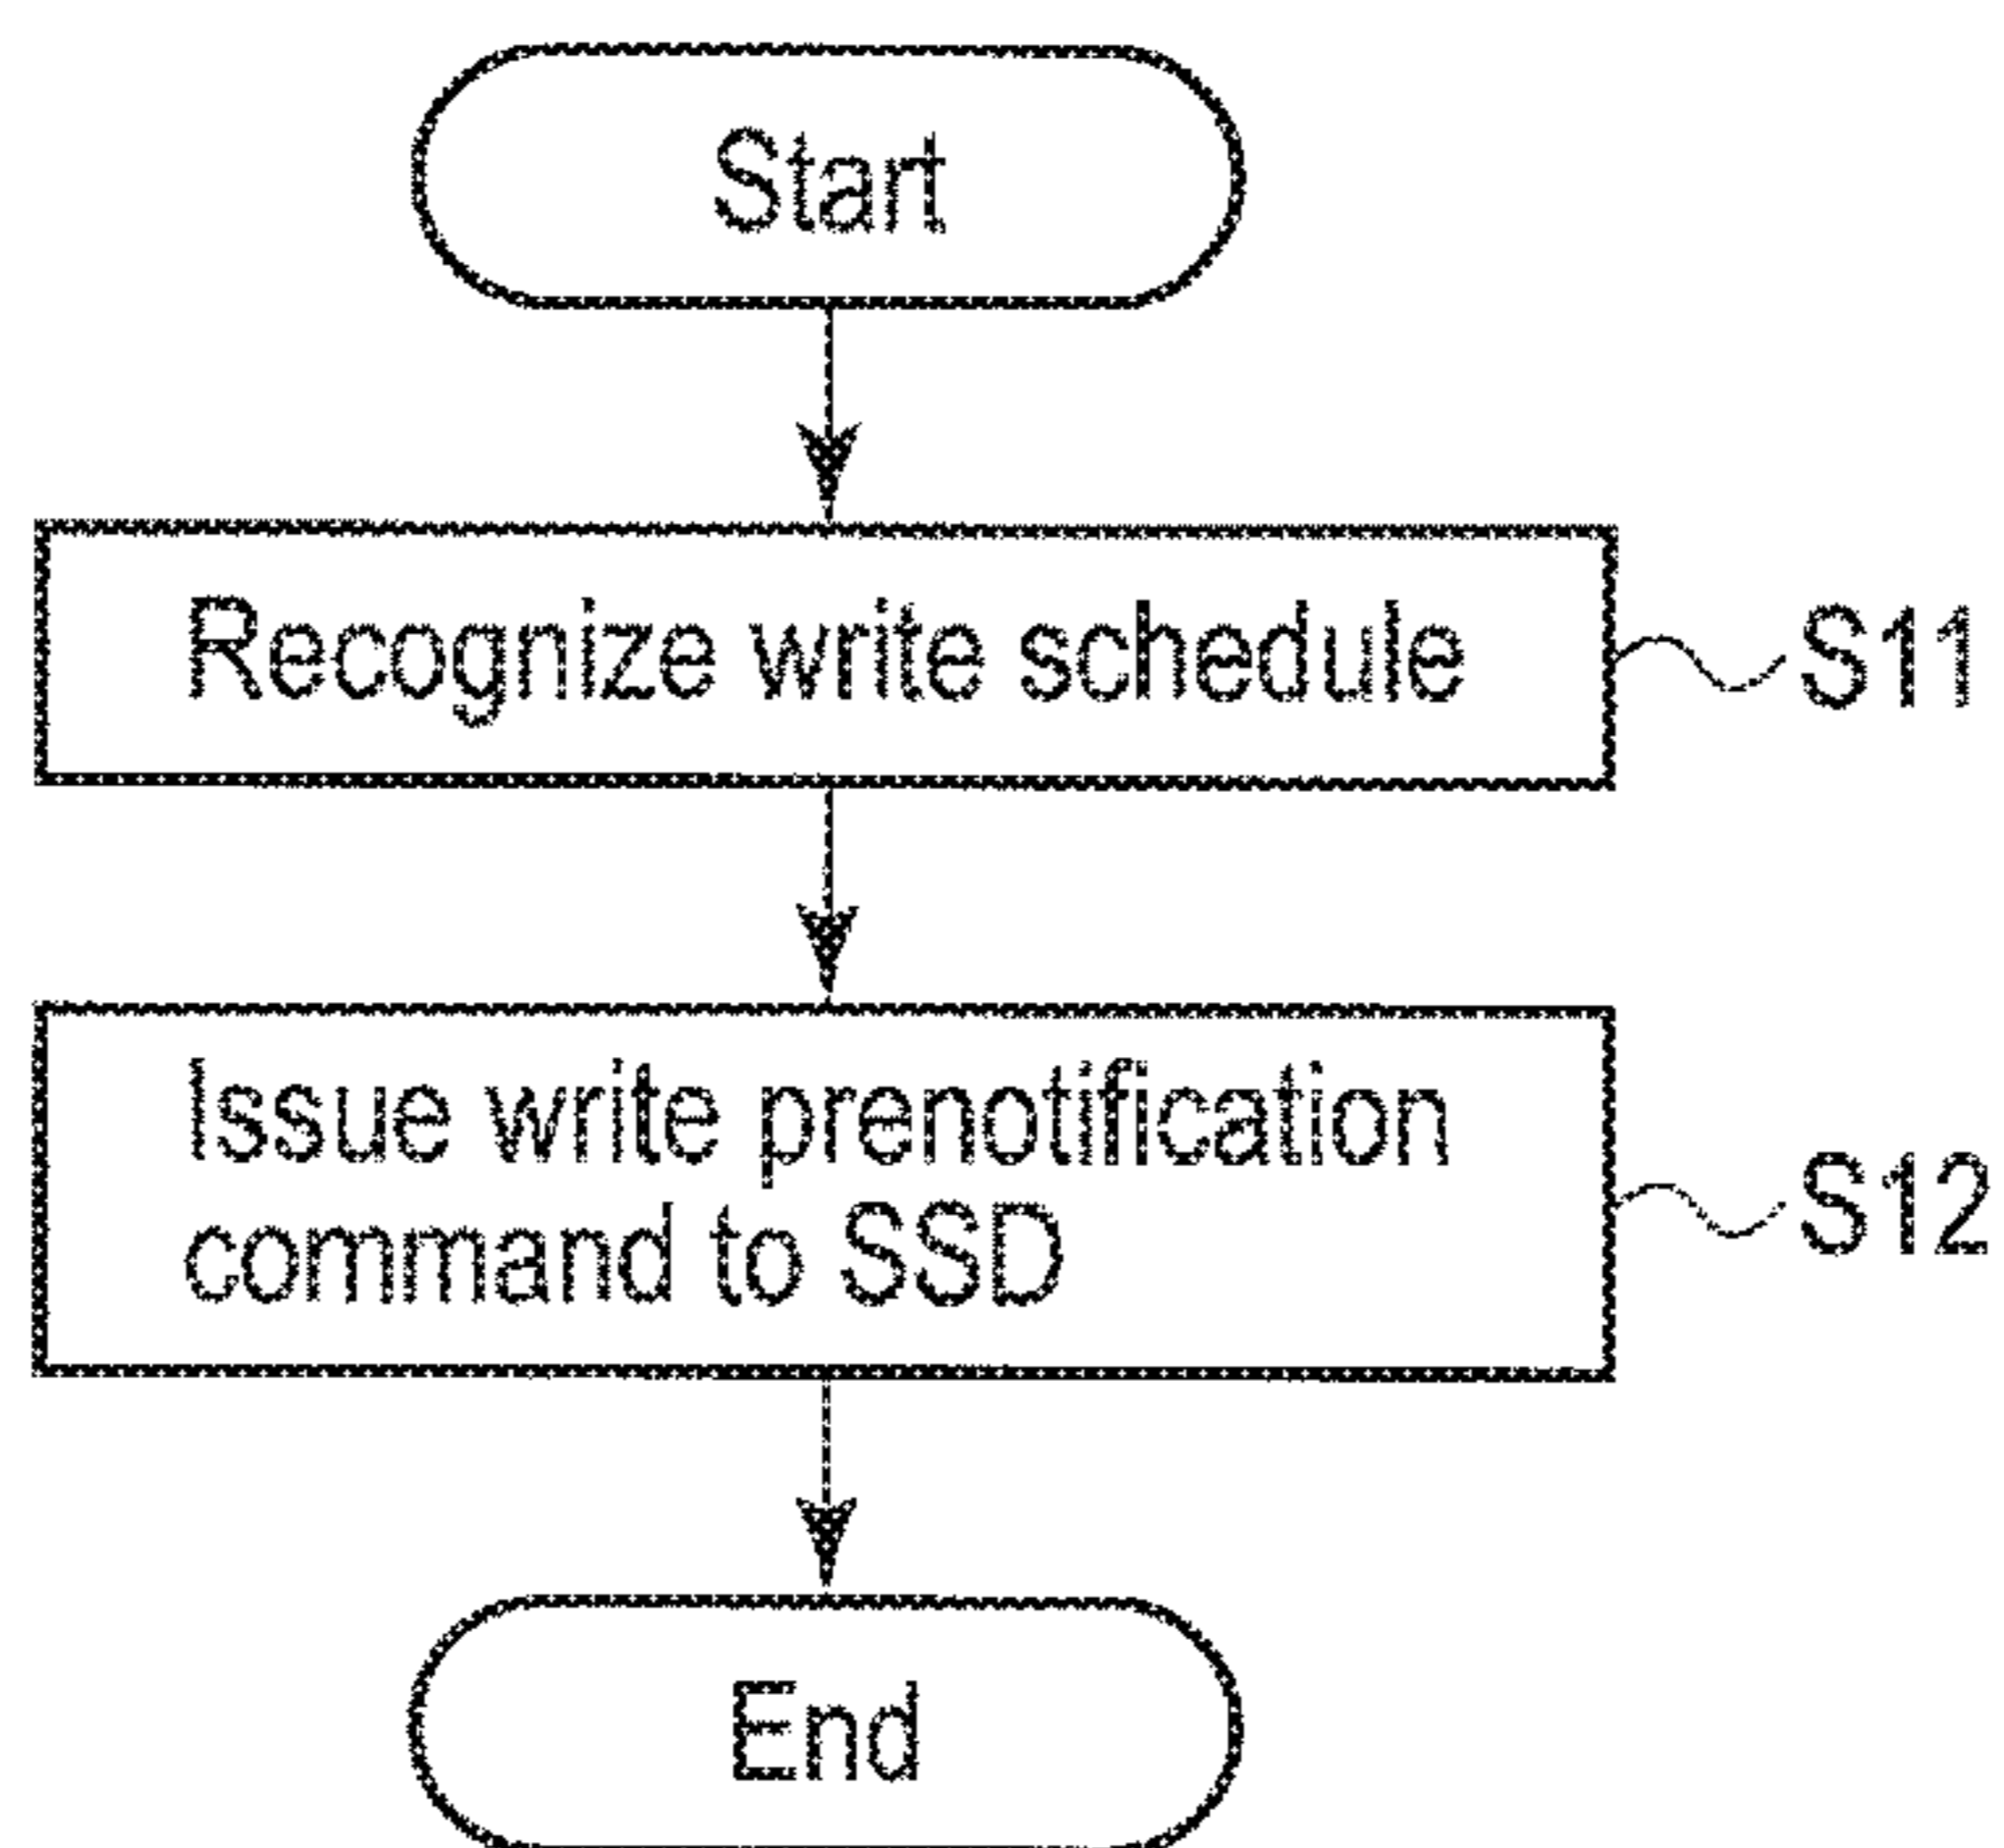 Start
Recognize write schedule
S11
Issue write prenotification
command to SSD
S12
End